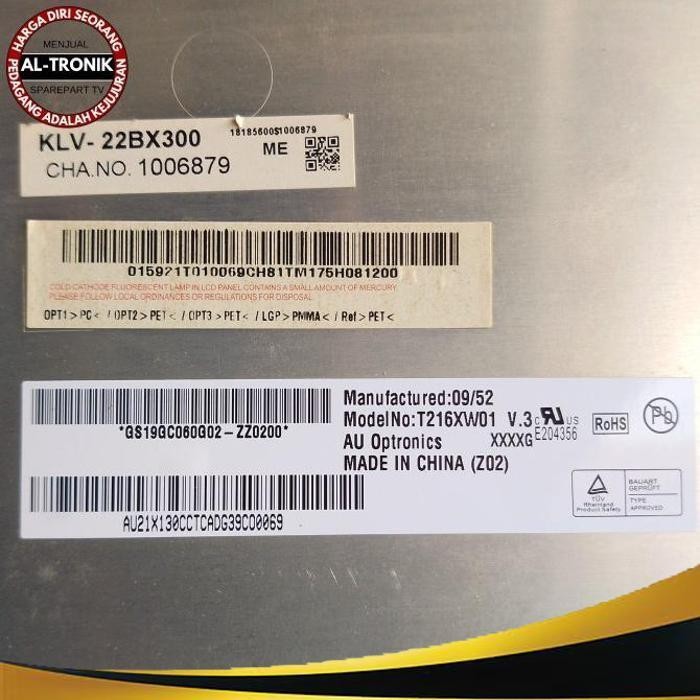 HARGA DIRI SEORANG
MENJUAL
AL-TRONIK
SPAREPART TV
PEDAGANG ADALAH KEJUJURAN
18185600S1006879
KLV- 22BX300
ME
CHA.NO. 1006879
015921T010069CH81TM175H081200
COLD CATHODE FLUORESCENT LAMP IN LCD PANEL CONTAINS A SMALL AMOUNT OF MERCURY
PLEASE FOLLOW LOCAL ORDINANCES OR REGULATIONS FOR DISPOSAL
OPT1>PC< / OPT2>PET< / OPT3>PET< / LGP>PMMA< / Ref>PET<
*GS19GC060G02-ZZ0200*
Manufactured:09/52
ModelNo:T216XW01 V.3
AU Optronics XXXXG
MADE IN CHINA (Z02)
C RU US
E204356
RoHS
Pb
AU21X130CCTCADG39C00069
TÜV
Rheinland
Product Safety
BAUART
GEPRÜFT
TYPE
APPROVED